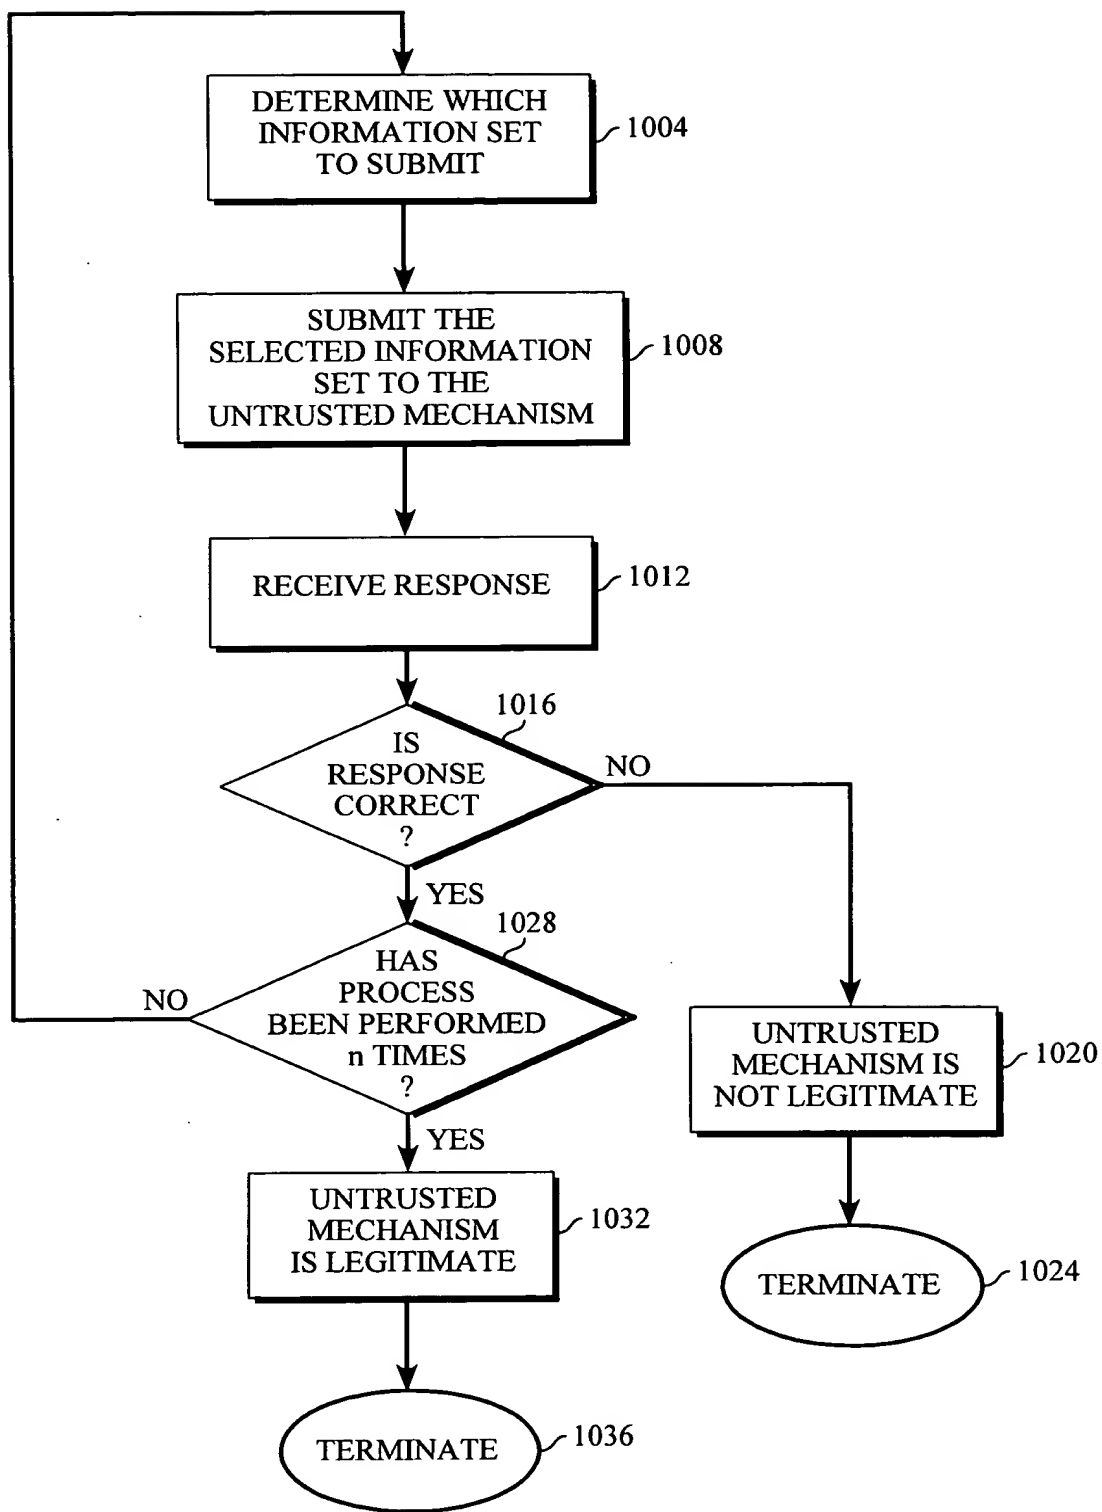 DETERMINE WHICH
INFORMATION SET
TO SUBMIT
1004
SUBMIT THE
SELECTED INFORMATION
SET TO THE
UNTRUSTED MECHANISM
1008
RECEIVE RESPONSE
1012
1016
IS
RESPONSE
CORRECT
?
NO
YES
1028
HAS
PROCESS
BEEN PERFORMED
n TIMES
?
NO
YES
UNTRUSTED
MECHANISM IS
NOT LEGITIMATE
1020
UNTRUSTED
MECHANISM
IS LEGITIMATE
1032
TERMINATE
1024
TERMINATE
1036